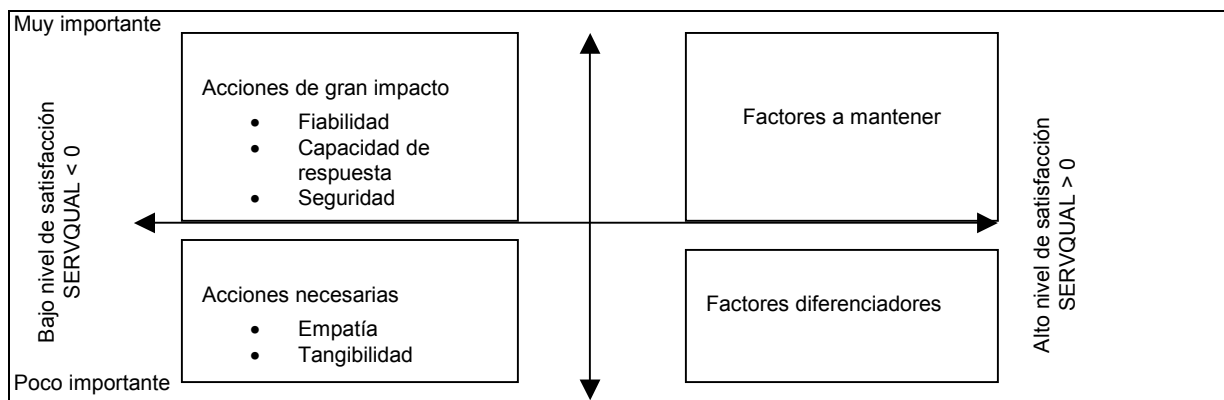 Muy importante
Bajo nivel de satisfacción
SERVQUAL < 0
Acciones de gran impacto
• Fiabilidad
• Capacidad de
respuesta
• Seguridad
Factores a mantener
Alto nivel de satisfacción
SERVQUAL > 0
Acciones necesarias
• Empatía
• Tangibilidad
Factores diferenciadores
Poco importante